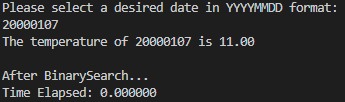 Please select a desired date in YYYYMMDD format:
20000107
The temperature of 20000107 is 11.00
After BinarySearch...
Time Elapsed: 0.000000